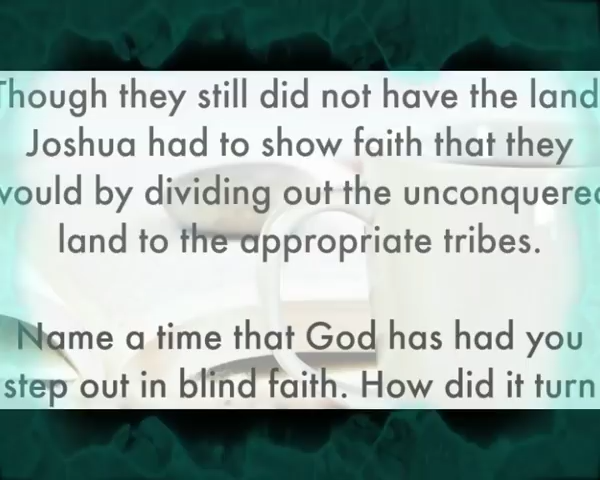 Though they still did not have the land
Joshua had to show faith that they
would by dividing out the unconquered
land to the appropriate tribes.
Name a time that God has had you
step out in blind faith. How did it turn